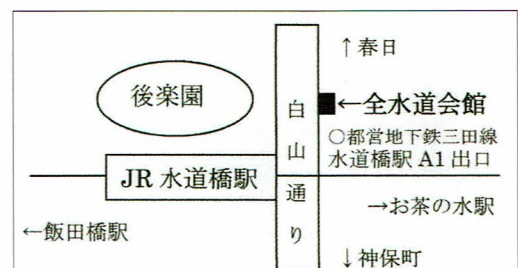 ↑春日
後楽園
白山通り
■←全水道会館
○都営地下鉄三田線
水道橋駅 A1 出口
JR 水道橋駅
→お茶の水駅
←飯田橋駅
↓神保町